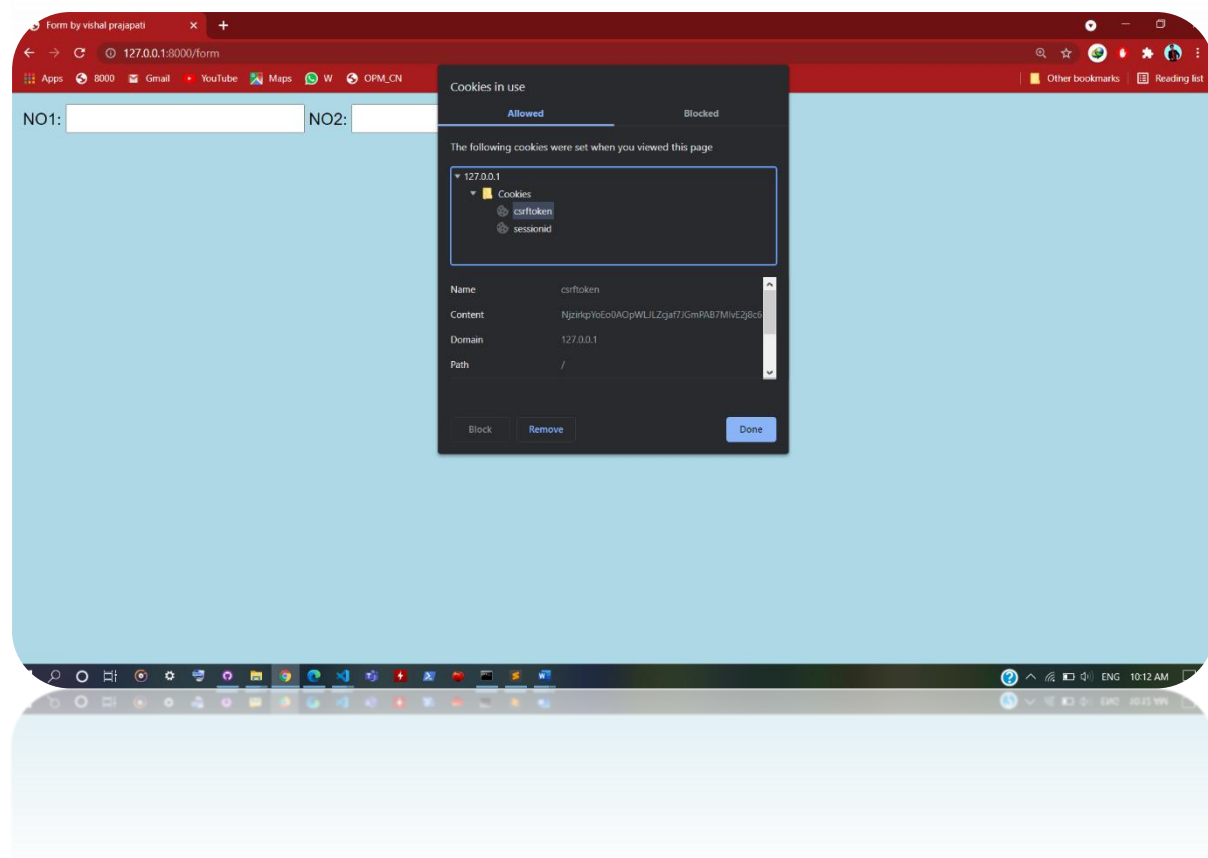 Form by vishal prajapati
127.0.0.1:8000/form
Apps 8000 Gmail YouTube Maps W OPM_CN Other bookmarks Reading list
NO1: NO2:
Cookies in use
Allowed Blocked
The following cookies were set when you viewed this page
127.0.0.1
Cookies
csrftoken
sessionid
Name csrftoken
Content
Domain 127.0.0.1
Path /
Block Remove Done
ENG 10:12 AM